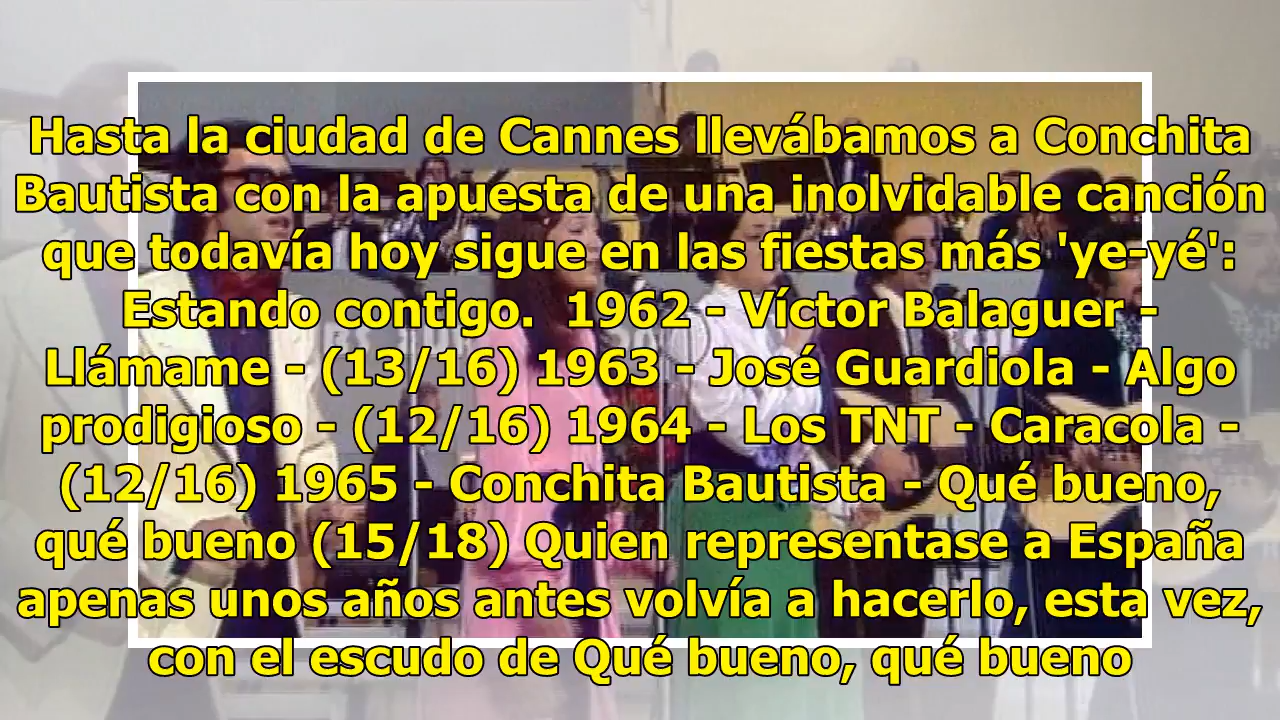 Hasta la ciudad de Cannes llevábamos a Conchita
Bautista con la apuesta de una inolvidable canción
que todavía hoy sigue en las fiestas más 'ye-yé':
Estando contigo.  1962 - Víctor Balaguer -
Llámame - (13/16) 1963 - José Guardiola - Algo
prodigioso - (12/16) 1964 - Los TNT - Caracola -
(12/16) 1965 - Conchita Bautista - Qué bueno,
qué bueno (15/18) Quien representase a España
apenas unos años antes volvía a hacerlo, esta vez,
con el escudo de Qué bueno, qué bueno